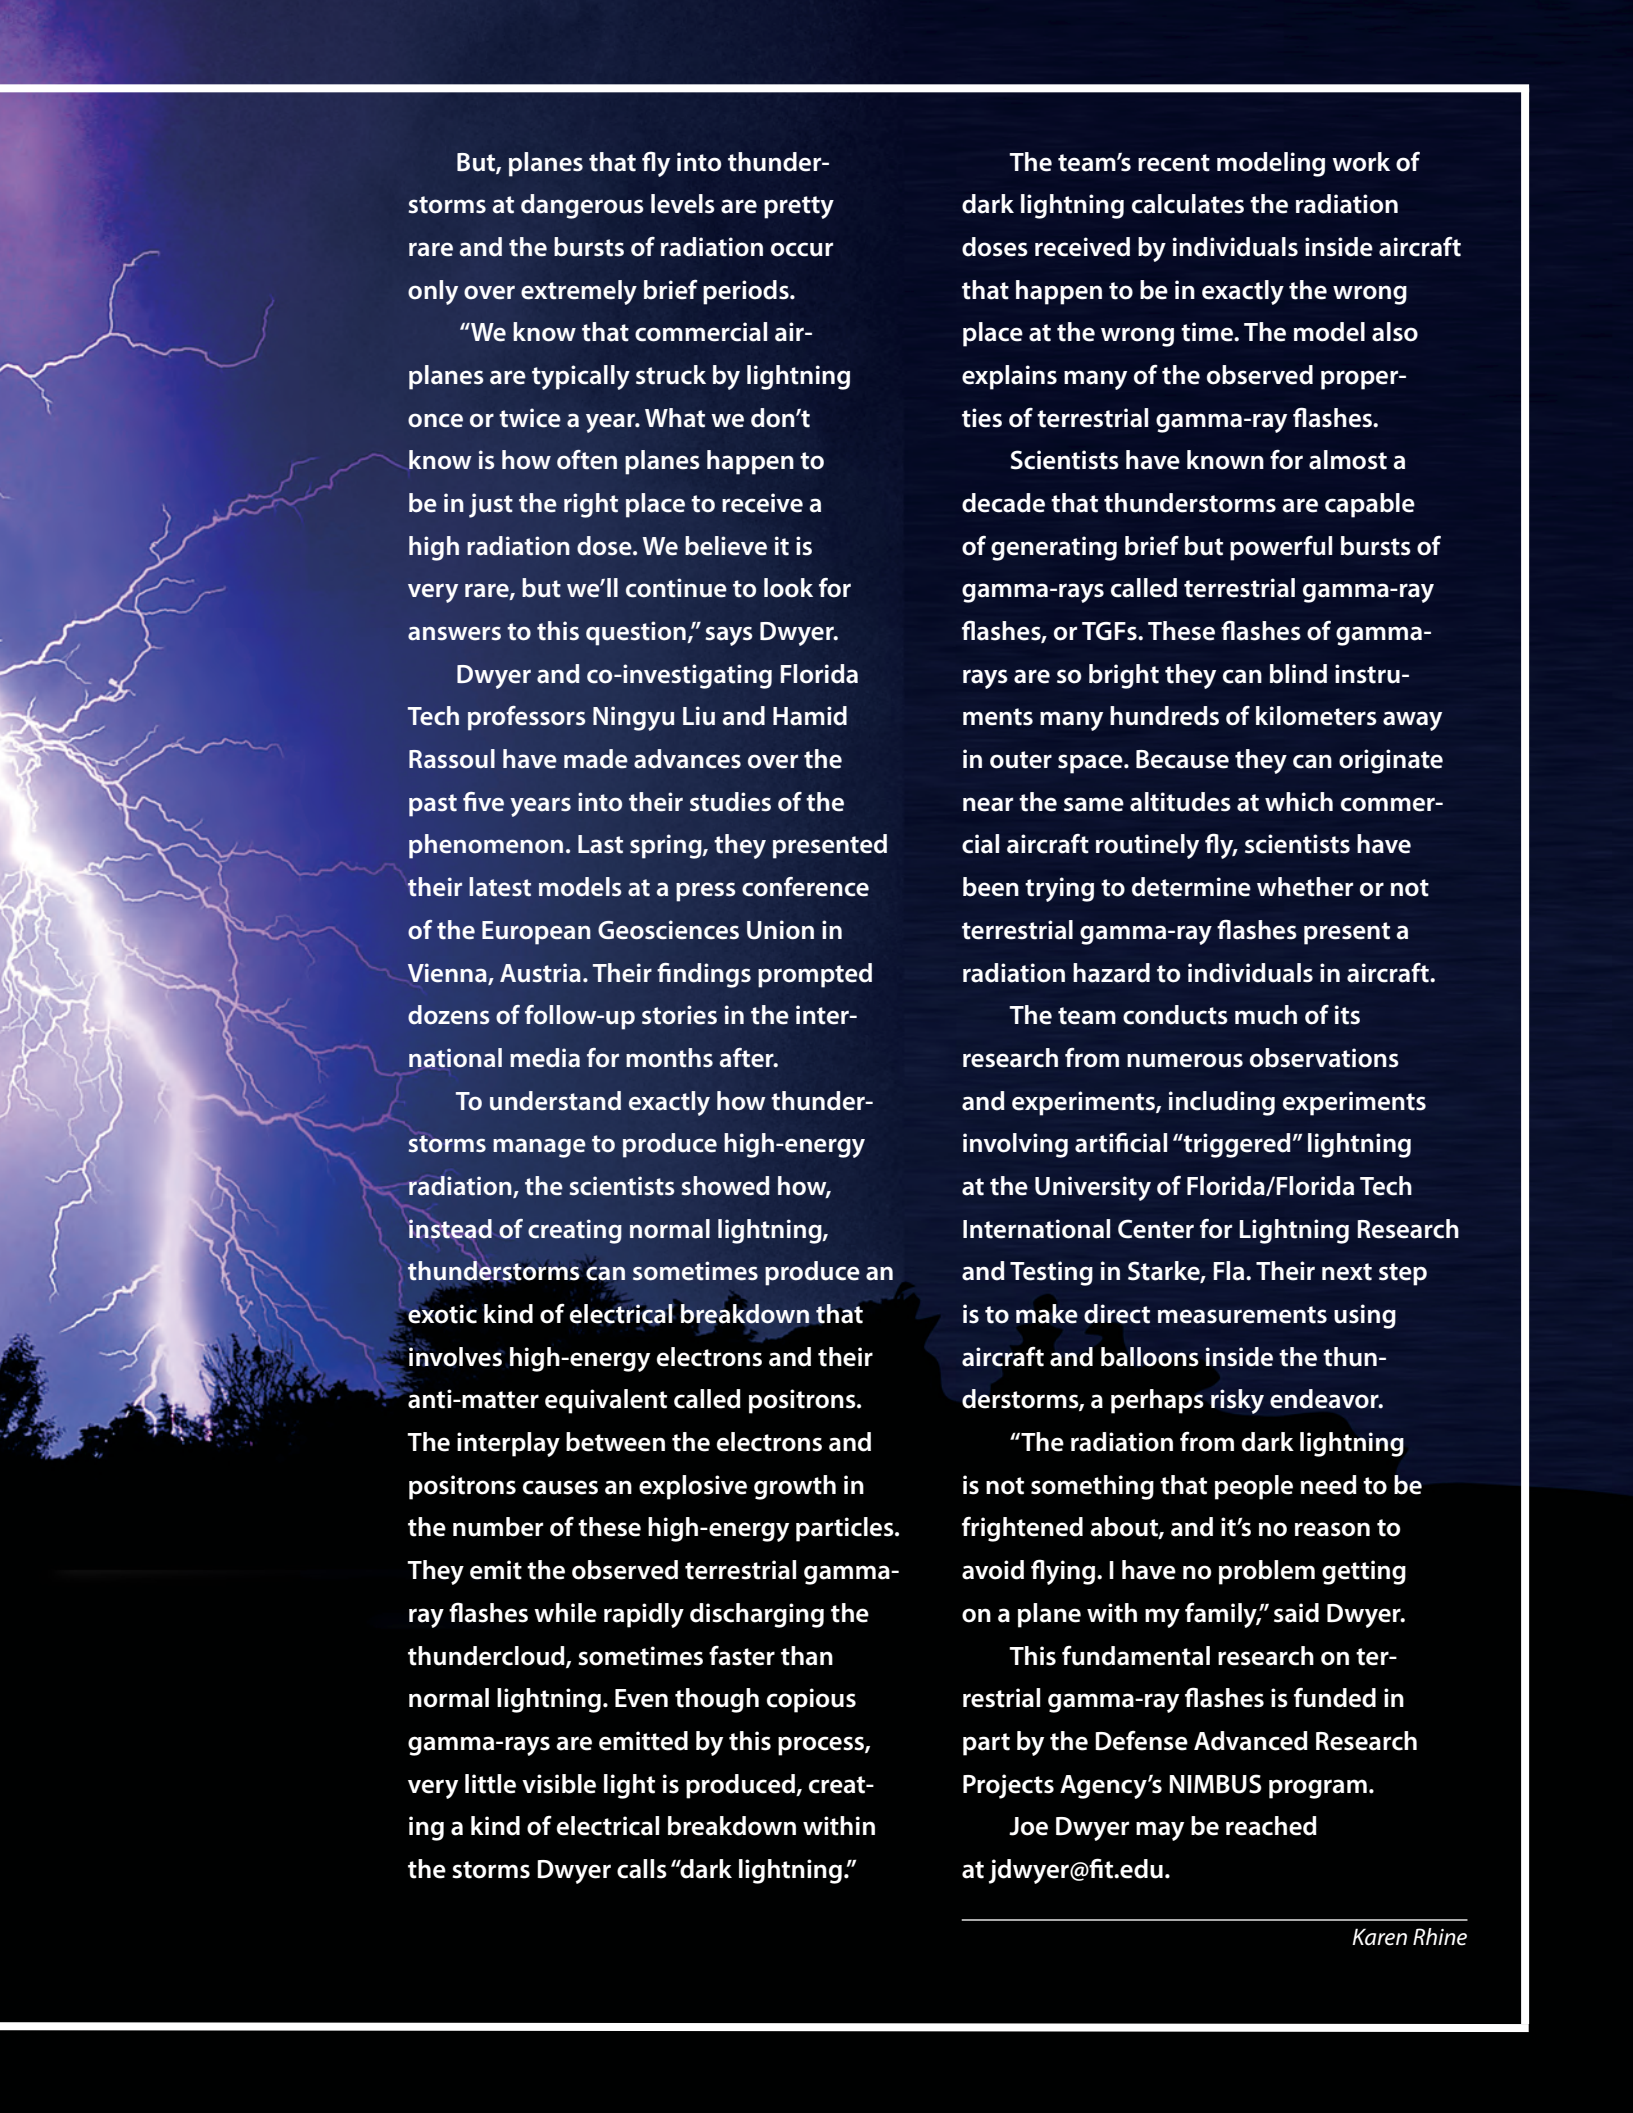 But, planes that fly into thunder-
storms at dangerous levels are pretty
rare and the bursts of radiation occur
only over extremely brief periods.
“We know that commercial air-
planes are typically struck by lightning
once or twice a year. What we don’t
know is how often planes happen to
be in just the right place to receive a
high radiation dose. We believe it is
very rare, but we’ll continue to look for
answers to this question,” says Dwyer.
Dwyer and co-investigating Florida
Tech professors Ningyu Liu and Hamid
Rassoul have made advances over the
past five years into their studies of the
phenomenon. Last spring, they presented
their latest models at a press conference
of the European Geosciences Union in
Vienna, Austria. Their findings prompted
dozens of follow-up stories in the inter-
national media for months after.
To understand exactly how thunder-
storms manage to produce high-energy
radiation, the scientists showed how,
instead of creating normal lightning,
thunderstorms can sometimes produce an
exotic kind of electrical breakdown that
involves high-energy electrons and their
anti-matter equivalent called positrons.
The interplay between the electrons and
positrons causes an explosive growth in
the number of these high-energy particles.
They emit the observed terrestrial gamma-
ray flashes while rapidly discharging the
thundercloud, sometimes faster than
normal lightning. Even though copious
gamma-rays are emitted by this process,
very little visible light is produced, creat-
ing a kind of electrical breakdown within
the storms Dwyer calls “dark lightning.”
The team’s recent modeling work of
dark lightning calculates the radiation
doses received by individuals inside aircraft
that happen to be in exactly the wrong
place at the wrong time. The model also
explains many of the observed proper-
ties of terrestrial gamma-ray flashes.
Scientists have known for almost a
decade that thunderstorms are capable
of generating brief but powerful bursts of
gamma-rays called terrestrial gamma-ray
flashes, or TGFs. These flashes of gamma-
rays are so bright they can blind instru-
ments many hundreds of kilometers away
in outer space. Because they can originate
near the same altitudes at which commer-
cial aircraft routinely fly, scientists have
been trying to determine whether or not
terrestrial gamma-ray flashes present a
radiation hazard to individuals in aircraft.
The team conducts much of its
research from numerous observations
and experiments, including experiments
involving artificial “triggered” lightning
at the University of Florida/Florida Tech
International Center for Lightning Research
and Testing in Starke, Fla. Their next step
is to make direct measurements using
aircraft and balloons inside the thun-
derstorms, a perhaps risky endeavor.
“The radiation from dark lightning
is not something that people need to be
frightened about, and it’s no reason to
avoid flying. I have no problem getting
on a plane with my family,” said Dwyer.
This fundamental research on ter-
restrial gamma-ray flashes is funded in
part by the Defense Advanced Research
Projects Agency’s NIMBUS program.
Joe Dwyer may be reached
at jdwyer@fit.edu.
Karen Rhine